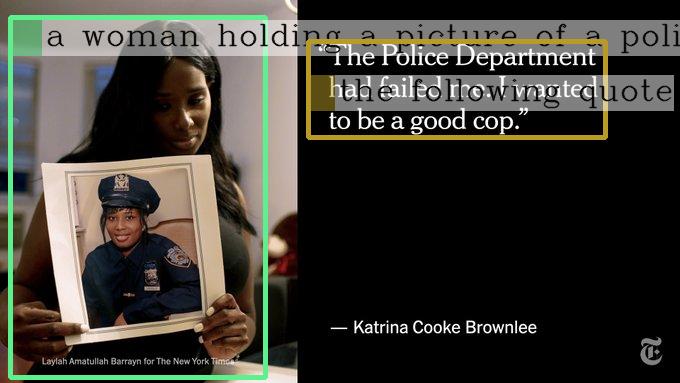 a woman holding a picture of a poli
“The Police Department
had failed me. I wanted
the following quote
to be a good cop.”
— Katrina Cooke Brownlee
Laylah Amatullah Barrayn for The New York Times
T